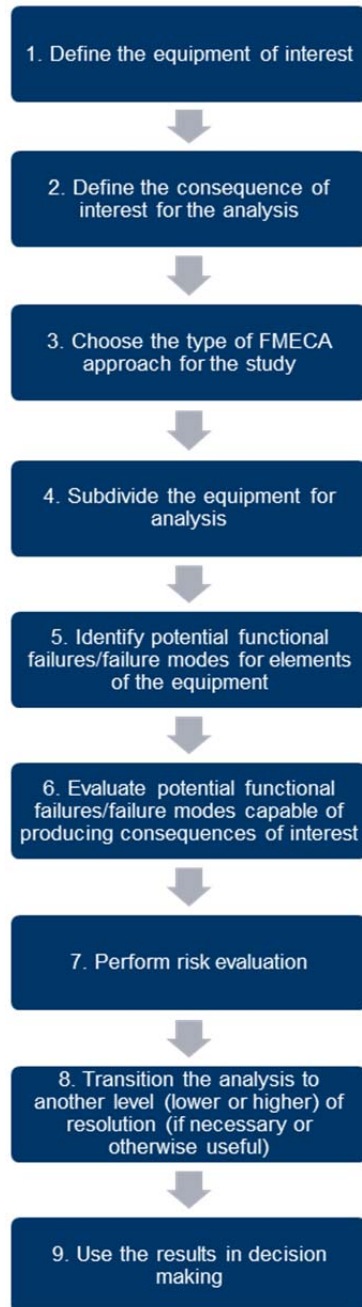 1. Define the equipment of interest
2. Define the consequence of
interest for the analysis
3. Choose the type of FMECA
approach for the study
4. Subdivide the equipment for
analysis
5. Identify potential functional
failures/failure modes for elements
of the equipment
6. Evaluate potential functional
failures/failure modes capable of
producing consequences of interest
7. Perform risk evaluation
8. Transition the analysis to
another level (lower or higher) of
resolution (if necessary or
otherwise useful)
9. Use the results in decision
making